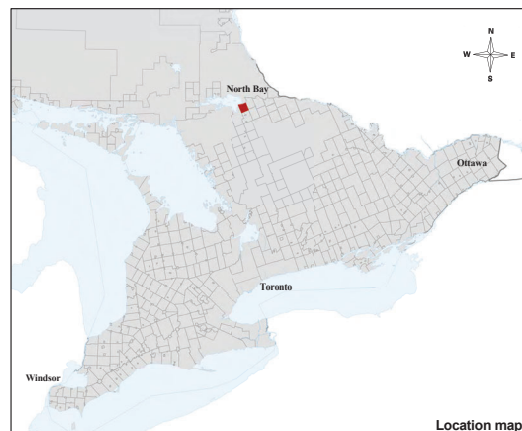 N
W E
S
North Bay
Ottawa
Toronto
Windsor
Location map